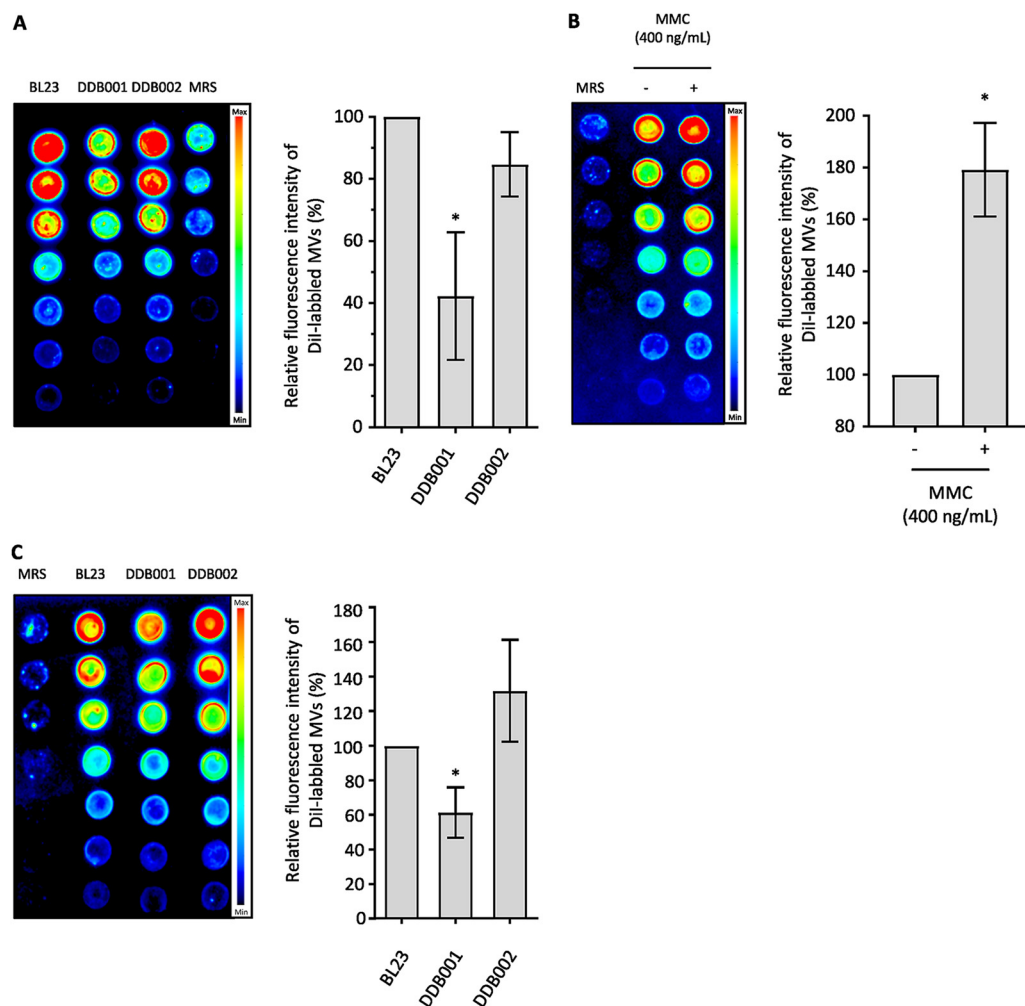 A
BL23 DDB001 DDB002 MRS
Max
Min
Relative fluorescence intensity of
DiI-labbled MVs (%)
100
80
60
40
20
0
*
BL23
DDB001
DDB002
B
MMC
(400 ng/mL)
MRS - +
Max
Min
Relative fluorescence intensity of
DiI-labbled MVs (%)
200
180
160
140
120
100
80
*
- +
MMC
(400 ng/mL)
C
MRS BL23 DDB001 DDB002
Max
Min
Relative fluorescence intensity of
DiI-labbled MVs (%)
180
160
140
120
100
80
60
40
20
0
*
BL23
DDB001
DDB002